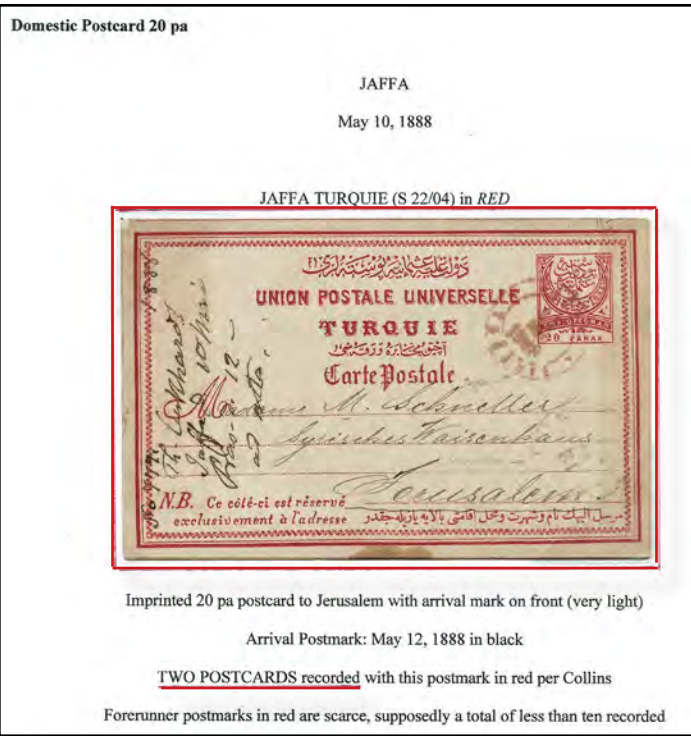 Domestic Postcard 20 pa
JAFFA
May 10, 1888
JAFFA TURQUIE (S 22/04) in RED
UNION POSTALE UNIVERSELLE
TURQUIE
Carte Postale
20 PARAS
Madame M. Schneller
Syrisches Waisenhaus
Jerusalem
N.B. Ce côté-ci est réservé
exclusivement à l'adresse
Imprinted 20 pa postcard to Jerusalem with arrival mark on front (very light)
Arrival Postmark: May 12, 1888 in black
TWO POSTCARDS recorded with this postmark in red per Collins
Forerunner postmarks in red are scarce, supposedly a total of less than ten recorded